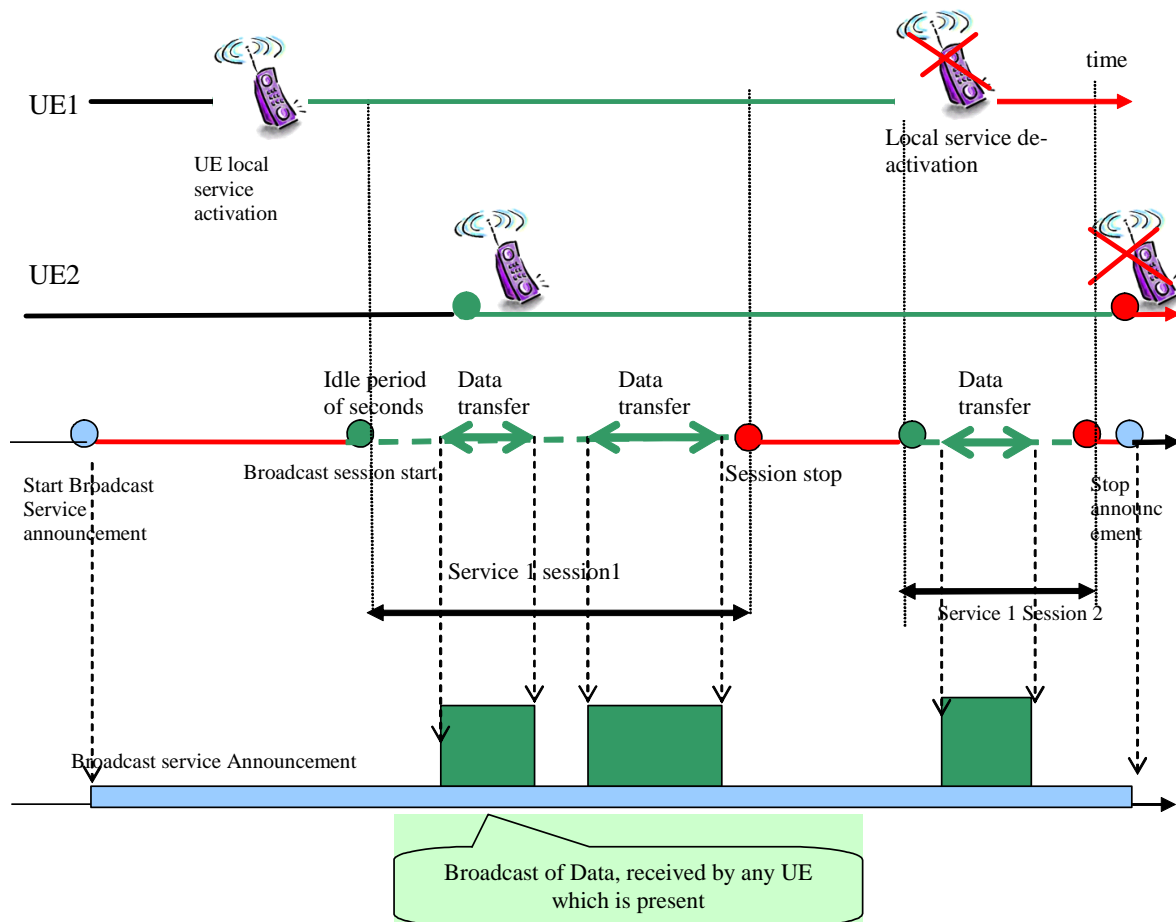 time
UE1
UE local
service
activation
Local service de-
activation
UE2
Idle period
of seconds
Data
transfer
Data
transfer
Data
transfer
Broadcast session start
Session stop
Start Broadcast
Service
announcement
Stop
announc
ement
Service 1 session1
Service 1 Session 2
Broadcast service Announcement
Broadcast of Data, received by any UE
which is present